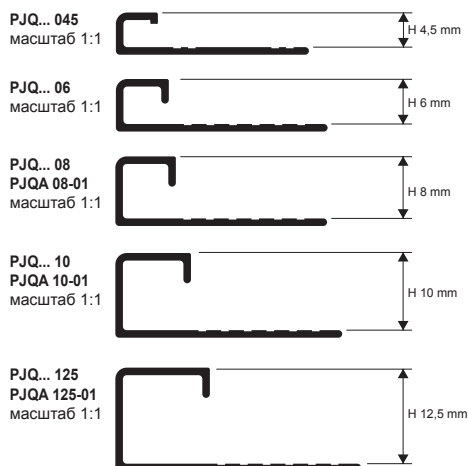 PJQ... 045
масштаб 1:1
H 4,5 mm
PJQ... 06
масштаб 1:1
H 6 mm
PJQ... 08
PJQA 08-01
масштаб 1:1
H 8 mm
PJQ... 10
PJQA 10-01
масштаб 1:1
H 10 mm
PJQ... 125
PJQA 125-01
масштаб 1:1
H 12,5 mm